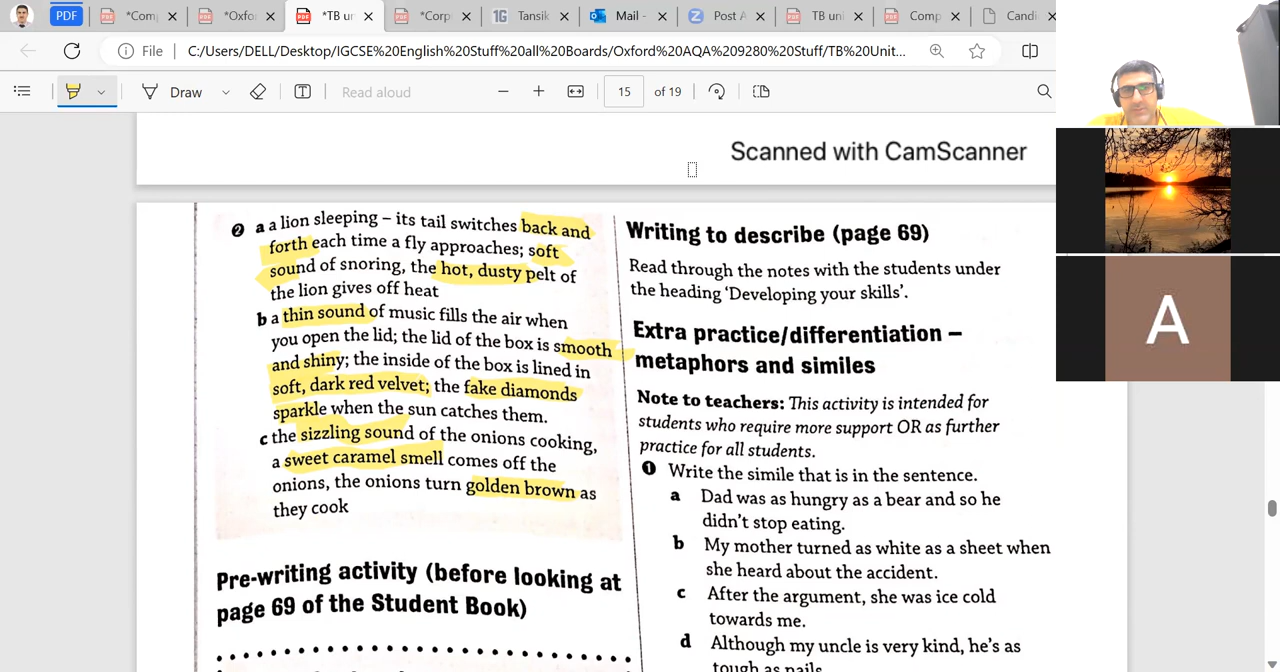 PDF
*Comp
*Oxfor
*TB un
*Corp
Tansik
Mail -
Post A
TB uni
Comp
Candi
File
C:/Users/DELL/Desktop/IGCSE%20English%20Stuff%20all%20Boards/Oxford%20AQA%209280%20Stuff/TB%20Unit...
Draw
Read aloud
15
of 19
Scanned with CamScanner
2 a a lion sleeping – its tail switches back and
forth each time a fly approaches; soft
sound of snoring, the hot, dusty pelt of
the lion gives off heat
b a thin sound of music fills the air when
you open the lid; the lid of the box is smooth
and shiny; the inside of the box is lined in
soft, dark red velvet; the fake diamonds
sparkle when the sun catches them.
c the sizzling sound of the onions cooking,
a sweet caramel smell comes off the
onions, the onions turn golden brown as
they cook
Pre-writing activity (before looking at
page 69 of the Student Book)
Writing to describe (page 69)
Read through the notes with the students under
the heading ‘Developing your skills’.
Extra practice/differentiation –
metaphors and similes
Note to teachers: This activity is intended for
students who require more support OR as further
practice for all students.
1 Write the simile that is in the sentence.
a Dad was as hungry as a bear and so he
didn’t stop eating.
b My mother turned as white as a sheet when
she heard about the accident.
c After the argument, she was ice cold
towards me.
d Although my uncle is very kind, he’s as
tough as nails
A